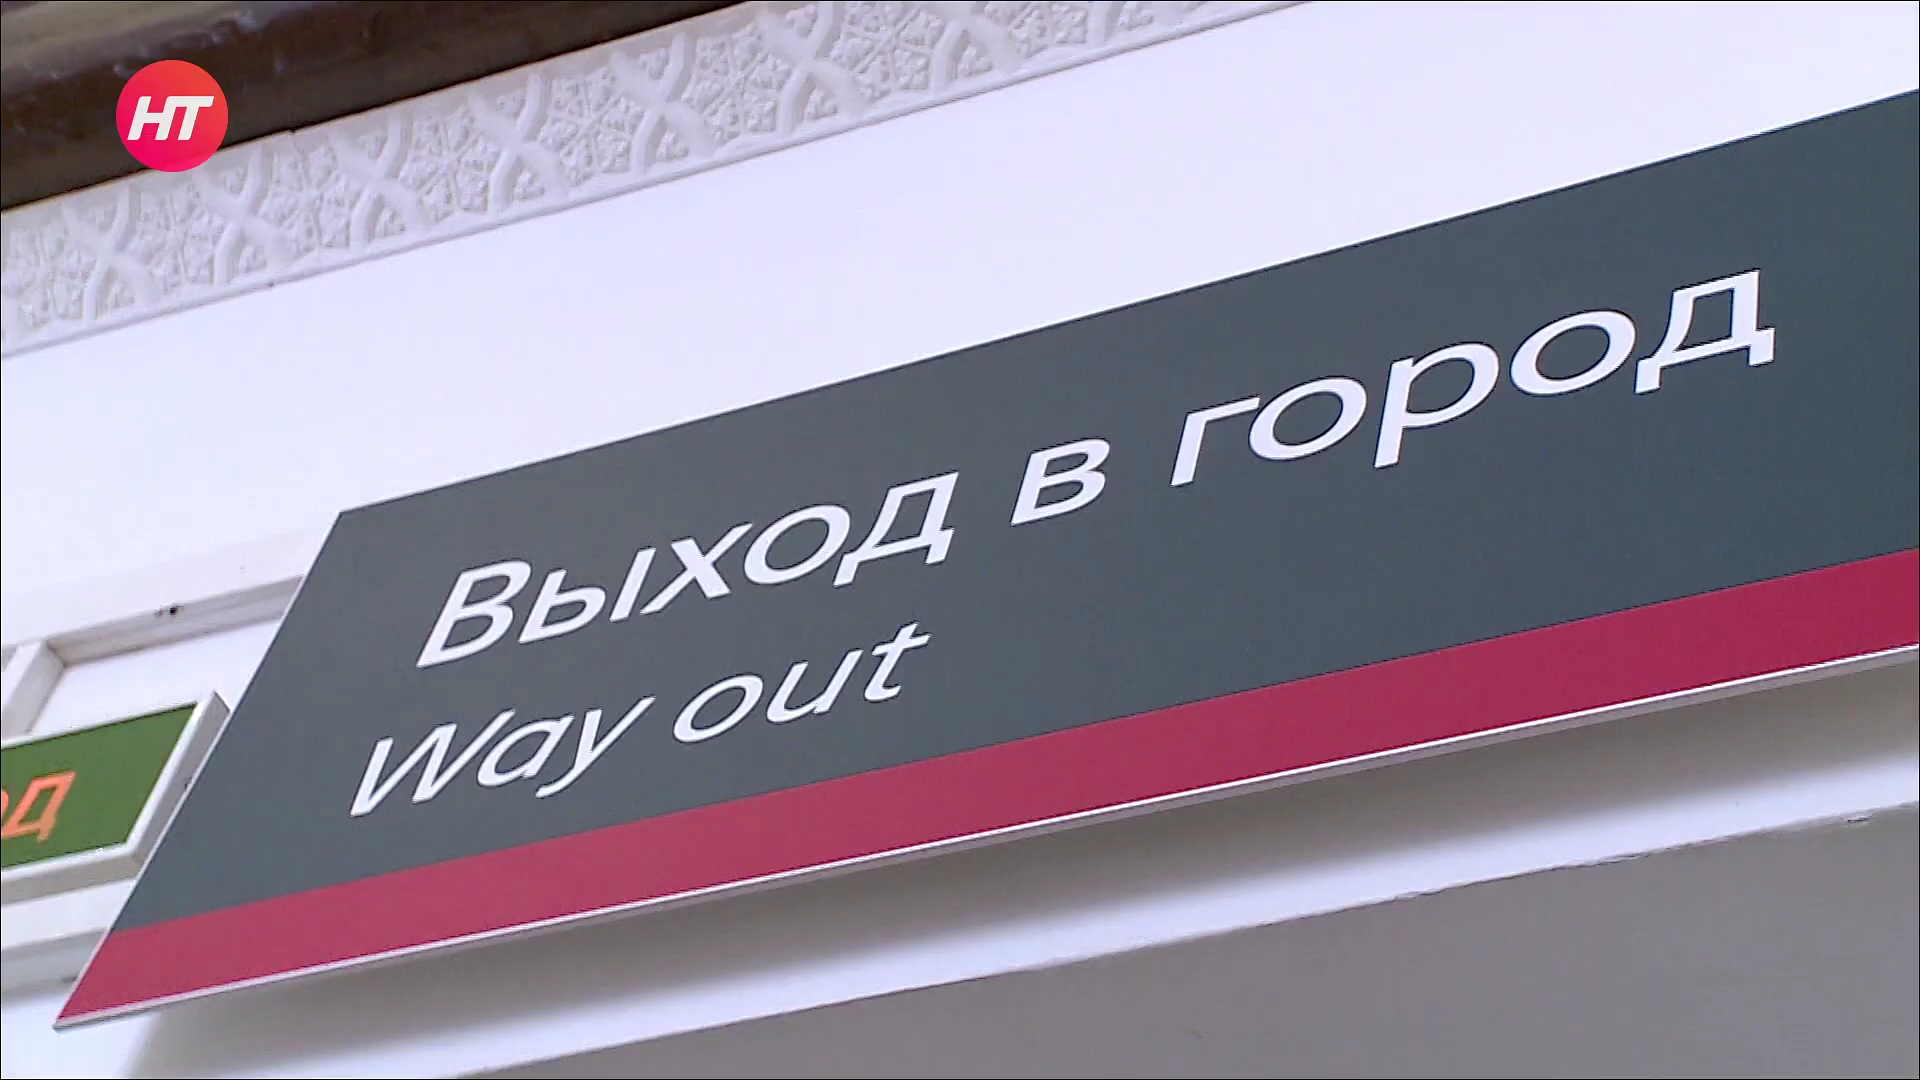 НТ
Выход в город
Way out